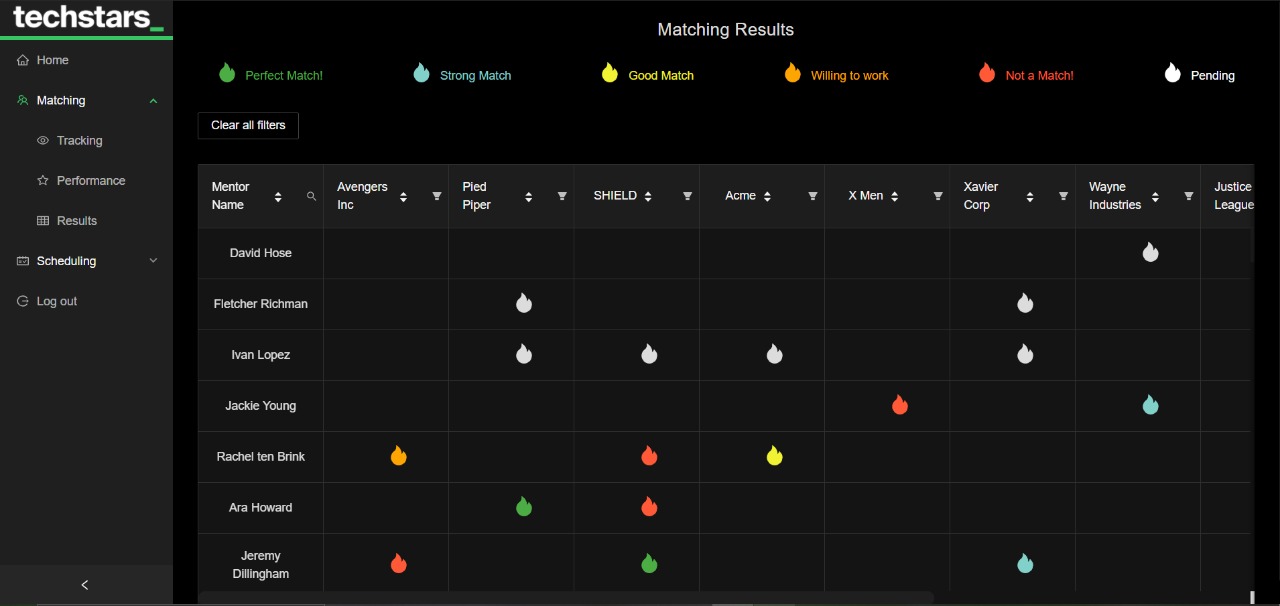 techstars_
Home
Matching
Tracking
Performance
Results
Scheduling
Log out
Matching Results
Perfect Match!
Strong Match
Good Match
Willing to work
Not a Match!
Pending
Clear all filters
Mentor
Name
Avengers
Inc
Pied
Piper
SHIELD
Acme
X Men
Xavier
Corp
Wayne
Industries
Justice
League
David Hose
Fletcher Richman
Ivan Lopez
Jackie Young
Rachel ten Brink
Ara Howard
Jeremy
Dillingham